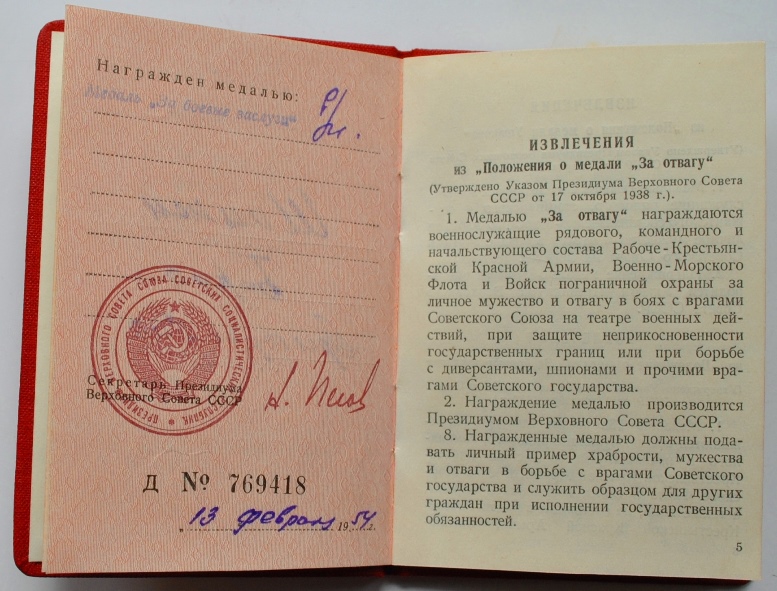 Награжден медалью:
Медаль „За боевые заслуги"
ПРЕЗИДИУМ ВЕРХОВНОГО СОВЕТА СОЮЗА СОВЕТСКИХ СОЦИАЛИСТИЧЕСКИХ РЕСПУБЛИК
Секретарь Президиума
Верховного Совета СССР
Д № 769418
13 февраля 1954 г.
ИЗВЛЕЧЕНИЯ
из „Положения о медали „За отвагу"
(Утверждено Указом Президиума Верховного Совета
СССР от 17 октября 1938 г.).
1. Медалью „За отвагу" награждаются
военнослужащие рядового, командного и
начальствующего состава Рабоче-Крестьян-
ской Красной Армии, Военно-Морского
Флота и Войск пограничной охраны за
личное мужество и отвагу в боях с врагами
Советского Союза на театре военных дей-
ствий, при защите неприкосновенности
государственных границ или при борьбе
с диверсантами, шпионами и прочими вра-
гами Советского государства.
2. Награждение медалью производится
Президиумом Верховного Совета СССР.
8. Награжденные медалью должны пода-
вать личный пример храбрости, мужества
и отваги в борьбе с врагами Советского
государства и служить образцом для других
граждан при исполнении государственных
обязанностей.
5